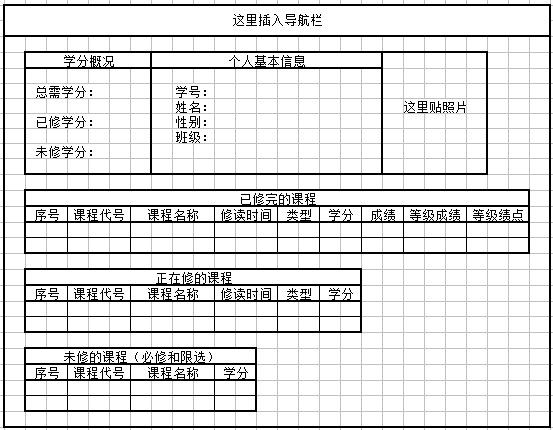 这里插入导航栏
学分概况 个人基本信息
总需学分：
已修学分：
未修学分：
学号：
姓名：
性别：
班级：
这里贴照片
已修完的课程
序号 课程代号 课程名称 修读时间 类型 学分 成绩 等级成绩 等级绩点
正在修的课程
序号 课程代号 课程名称 修读时间 类型 学分
未修的课程（必修和限选）
序号 课程代号 课程名称 学分